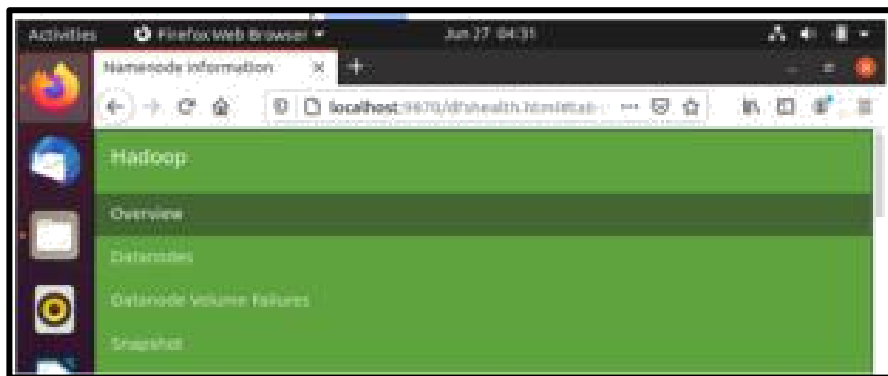 Activities Firefox Web Browser Jun 27 04:31
Namenode information
localhost:9870/dfshealth.html#tab-
Hadoop
Overview
Datanodes
Datanode Volume Failures
Snapshot